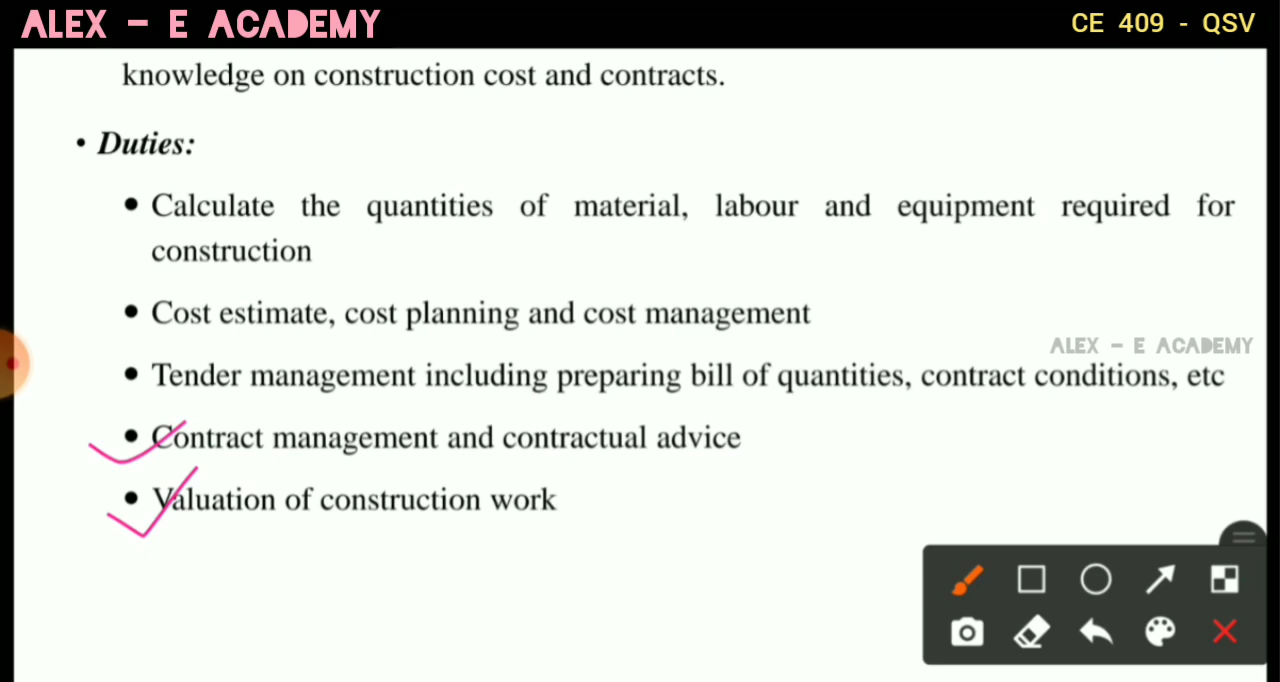 ALEX - E ACADEMY
CE 409 - QSV
knowledge on construction cost and contracts.
• Duties:
• Calculate the quantities of material, labour and equipment required for
construction
• Cost estimate, cost planning and cost management
ALEX - E ACADEMY
• Tender management including preparing bill of quantities, contract conditions, etc
• Contract management and contractual advice
• Valuation of construction work